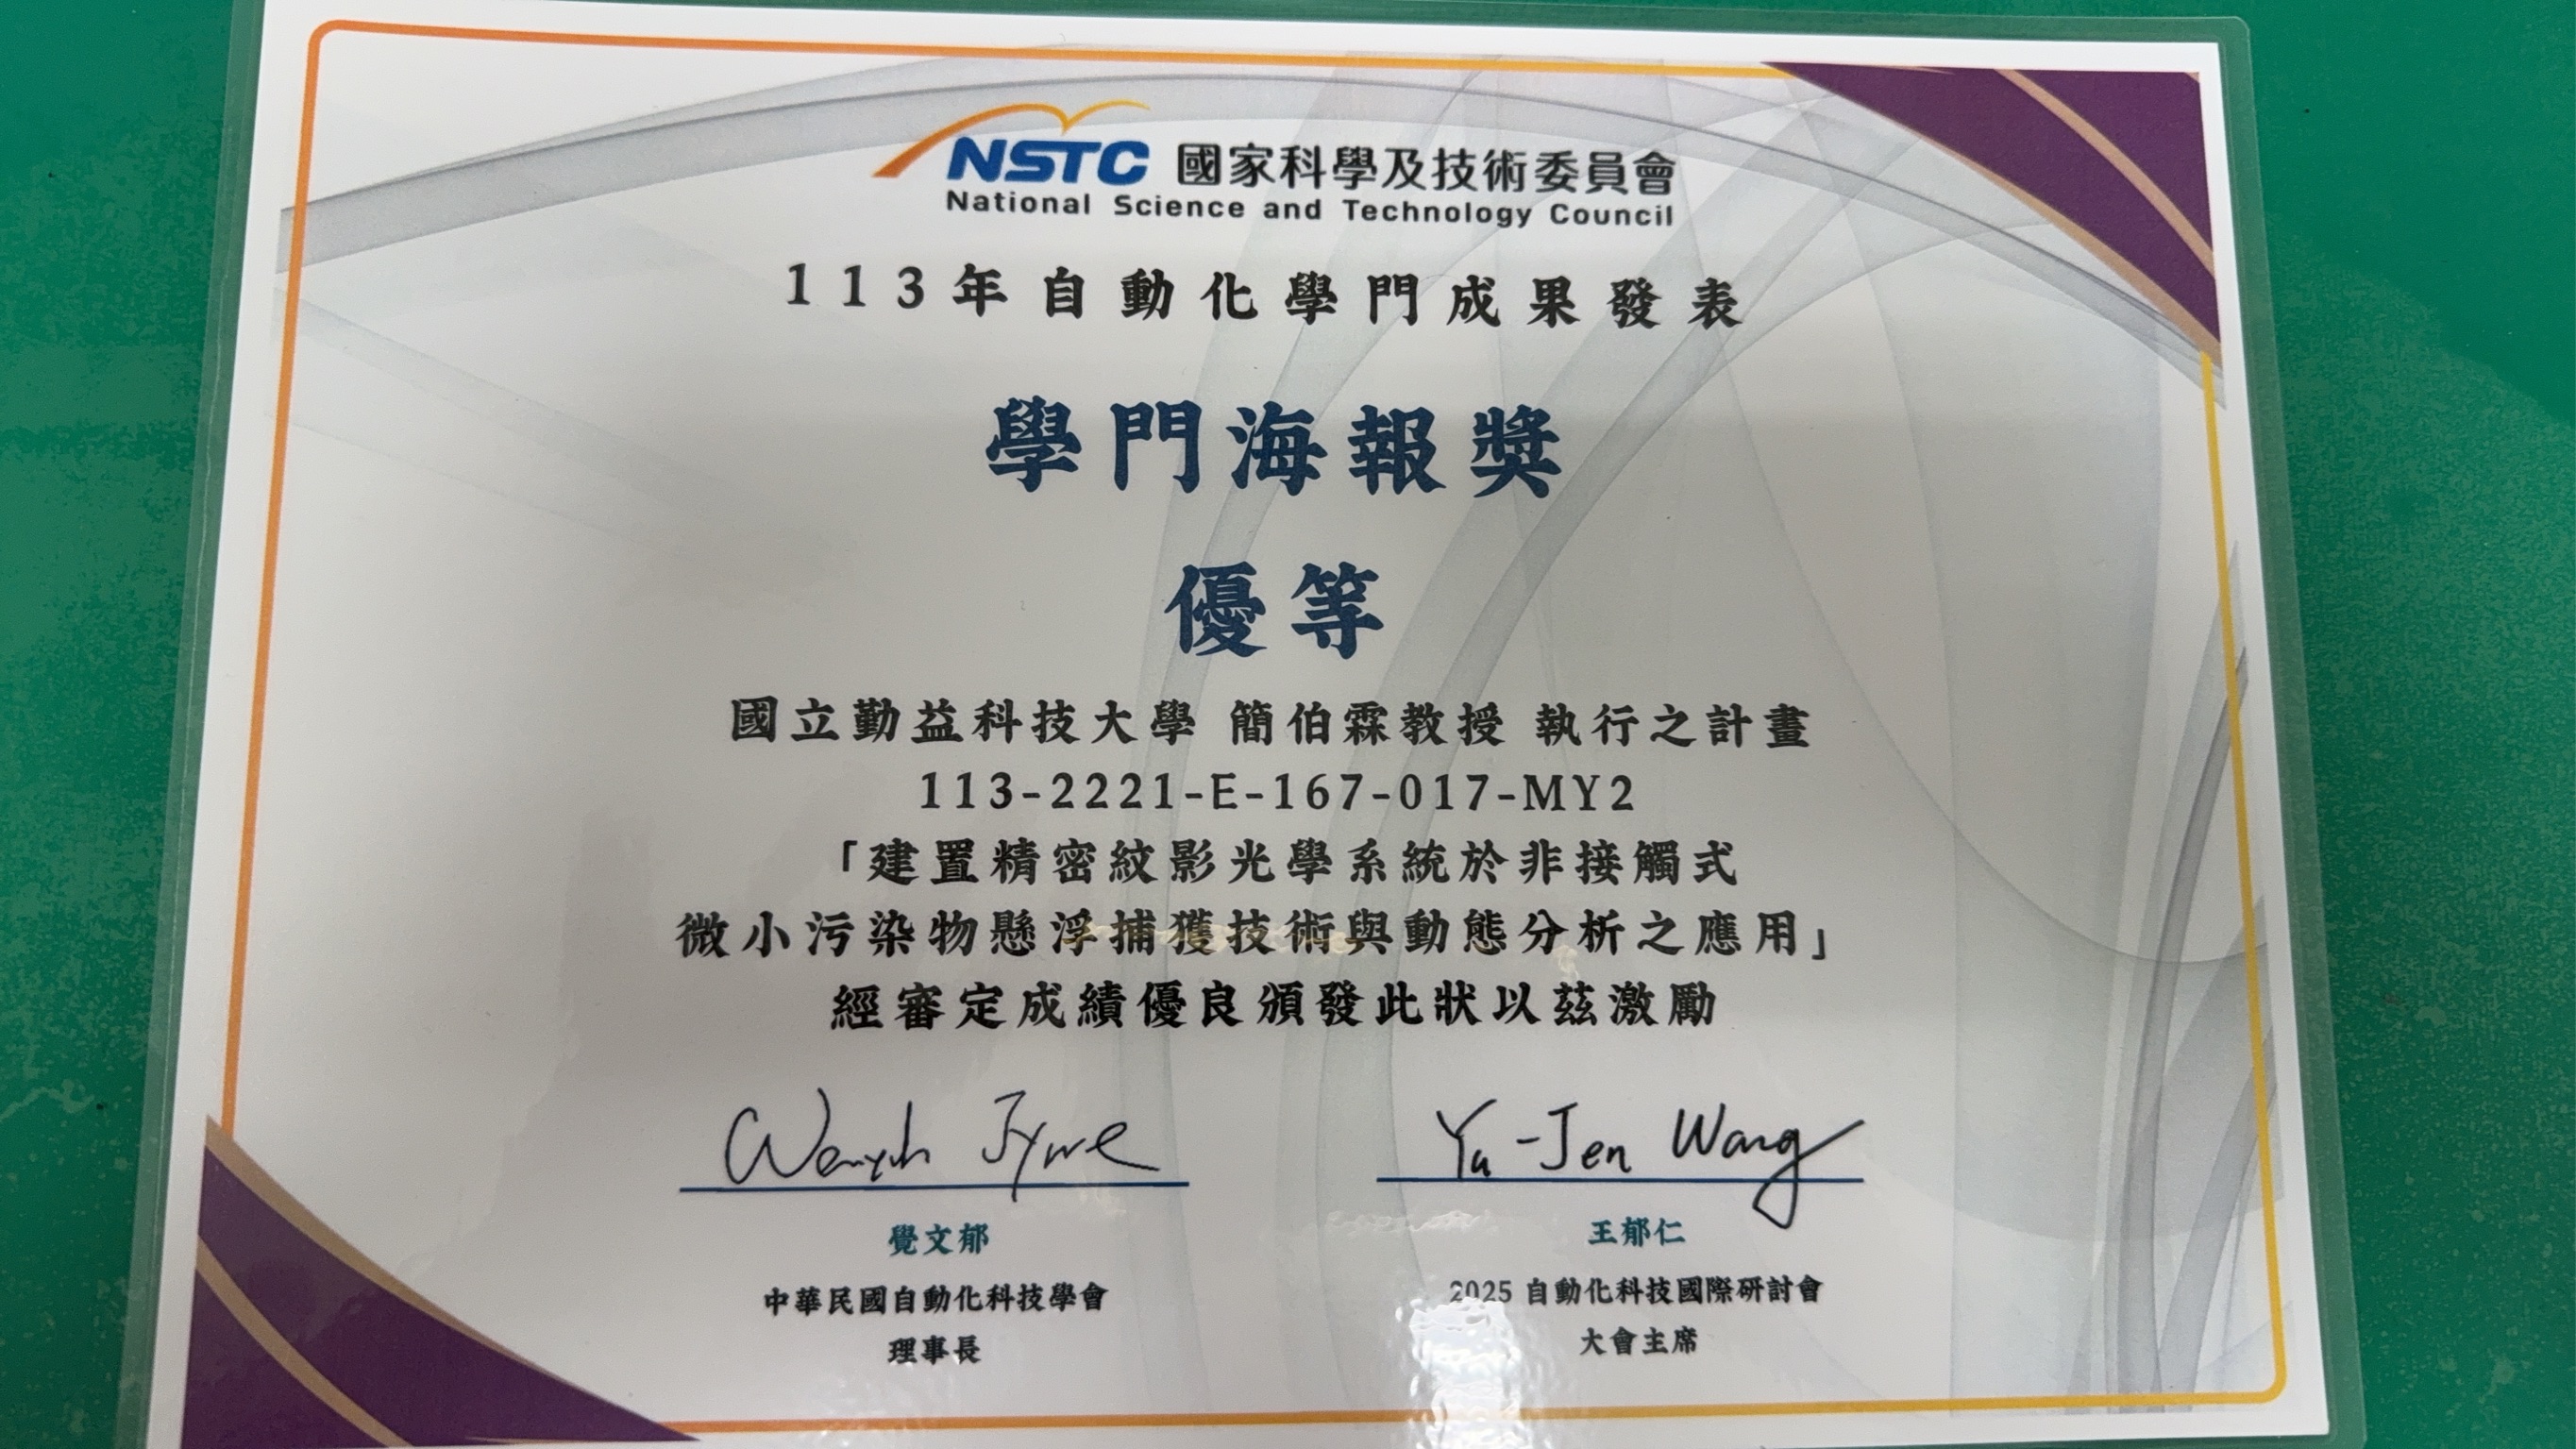 NSTC 國家科學及技術委員會
National Science and Technology Council
113年自動化學門成果發表
學門海報獎
優等
國立勤益科技大學 簡伯霖教授 執行之計畫
113-2221-E-167-017-MY2
「建置精密紋影光學系統於非接觸式
微小污染物懸浮捕獲技術與動態分析之應用」
經審定成績優良頒發此狀以茲激勵
Wenyuh Jywe
Yu-Jen Wang
覺文郁
王郁仁
中華民國自動化科技學會
2025 自動化科技國際研討會
理事長
大會主席